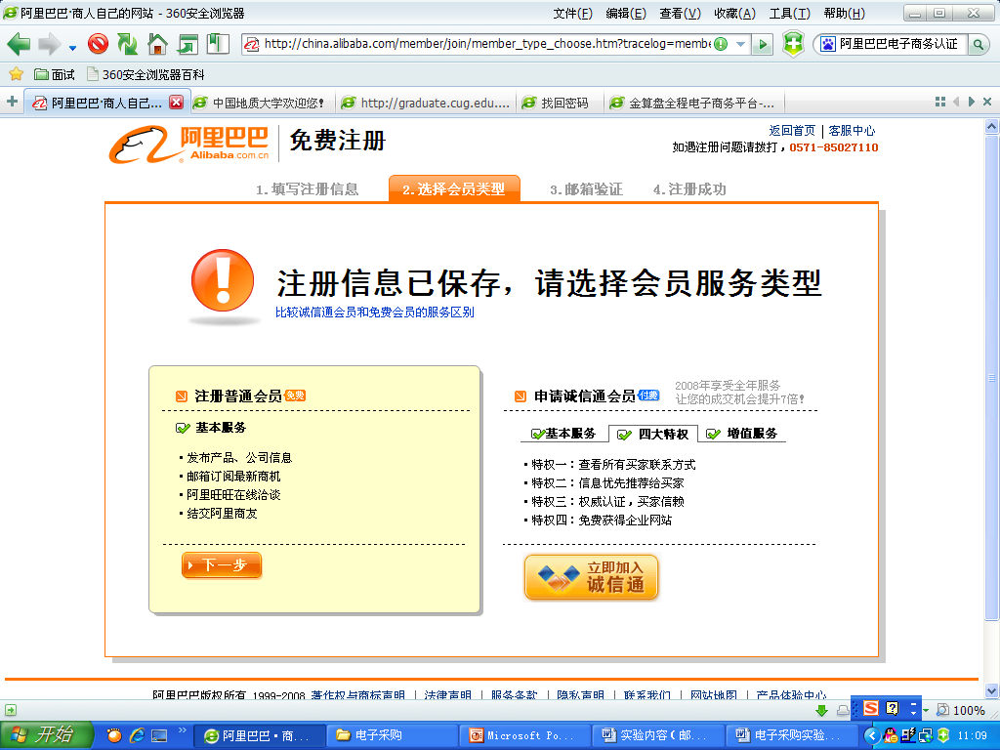 阿里巴巴·商人自己的网站 - 360安全浏览器
文件(F) 编辑(E) 查看(V) 收藏(A) 工具(T) 帮助(H)
http://china.alibaba.com/member/join/member_type_choose.htm?tracelog=membe
阿里巴巴电子商务认证
面试 360安全浏览器百科
阿里巴巴·商人自己... 中国地质大学欢迎您! http://graduate.cug.edu.... 找回密码 金算盘全程电子商务平台-...
阿里巴巴
Alibaba.com.cn
免费注册
返回首页 | 客服中心
如遇注册问题请拨打，0571-85027110
1.填写注册信息 2.选择会员类型 3.邮箱验证 4.注册成功
注册信息已保存，请选择会员服务类型
比较诚信通会员和免费会员的服务区别
注册普通会员 免费
基本服务
·发布产品、公司信息
·邮箱订阅最新商机
·阿里旺旺在线洽谈
·结交阿里商友
下一步
申请诚信通会员 付费
2008年享受全年服务
让您的成交机会提升7倍!
基本服务 四大特权 增值服务
·特权一：查看所有买家联系方式
·特权二：信息优先推荐给买家
·特权三：权威认证，买家信赖
·特权四：免费获得企业网站
立即加入
诚信通
阿里巴巴版权所有 1999-2008 著作权与商标声明 | 法律声明 | 服务条款 | 隐私声明 | 联系我们 | 网站地图 | 产品体验中心
100%
开始
阿里巴巴·商... 电子采购 Microsoft Po... 实验内容(邮... 电子采购实验...
11:09